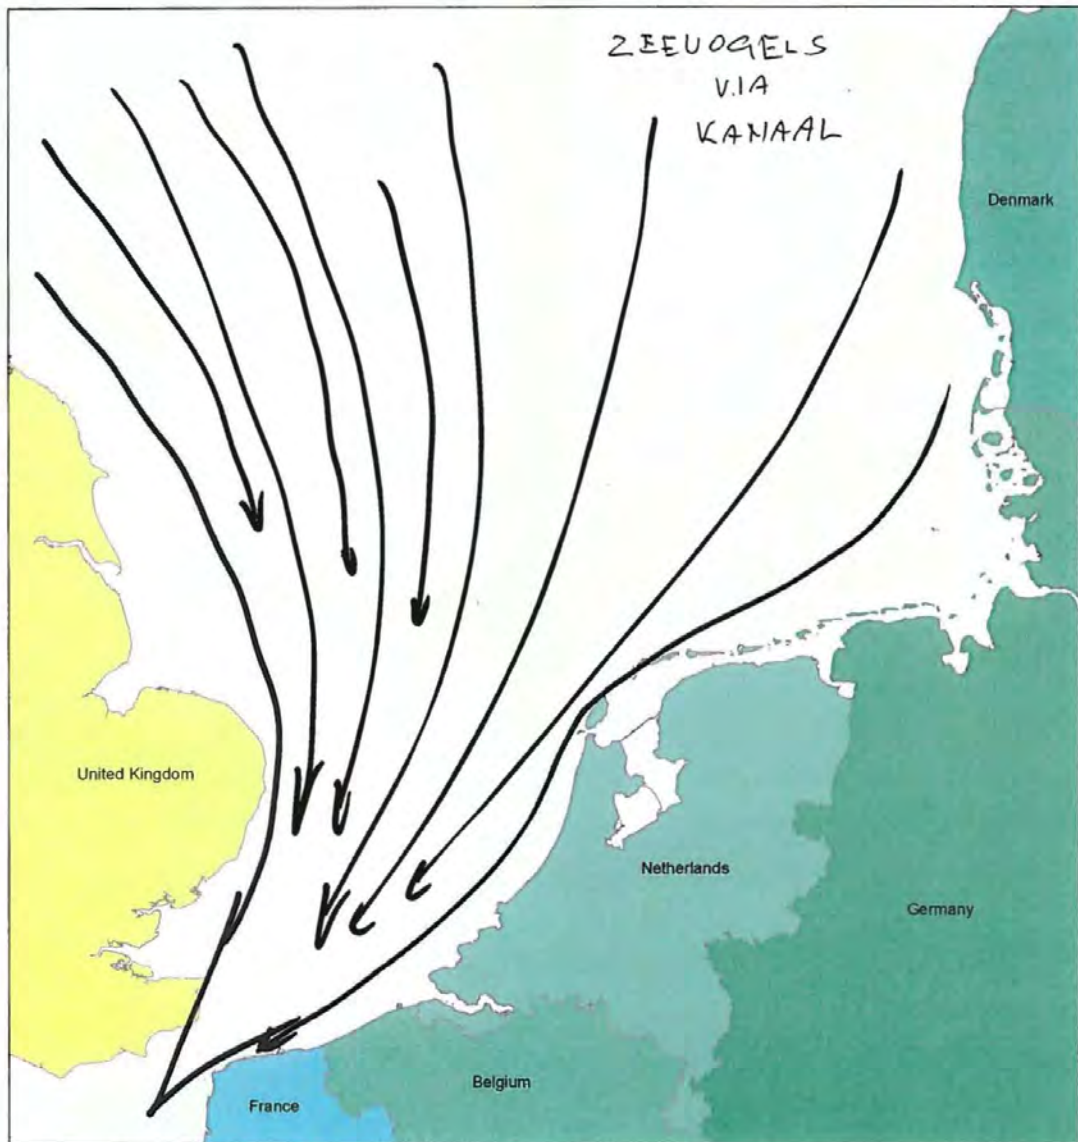 ZEEVOGELS
VIA
KANAAL
Denmark
United Kingdom
Netherlands
Germany
Belgium
France